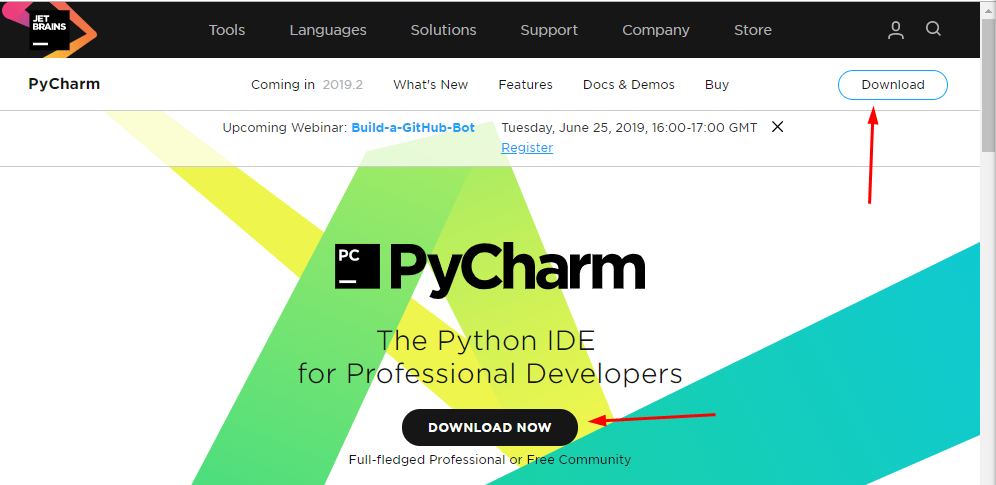 JET
BRAINS
Tools Languages Solutions Support Company Store
PyCharm Coming in 2019.2 What's New Features Docs & Demos Buy Download
Upcoming Webinar: Build-a-GitHub-Bot Tuesday, June 25, 2019, 16:00-17:00 GMT
Register
PC PyCharm
The Python IDE
for Professional Developers
DOWNLOAD NOW
Full-fledged Professional or Free Community